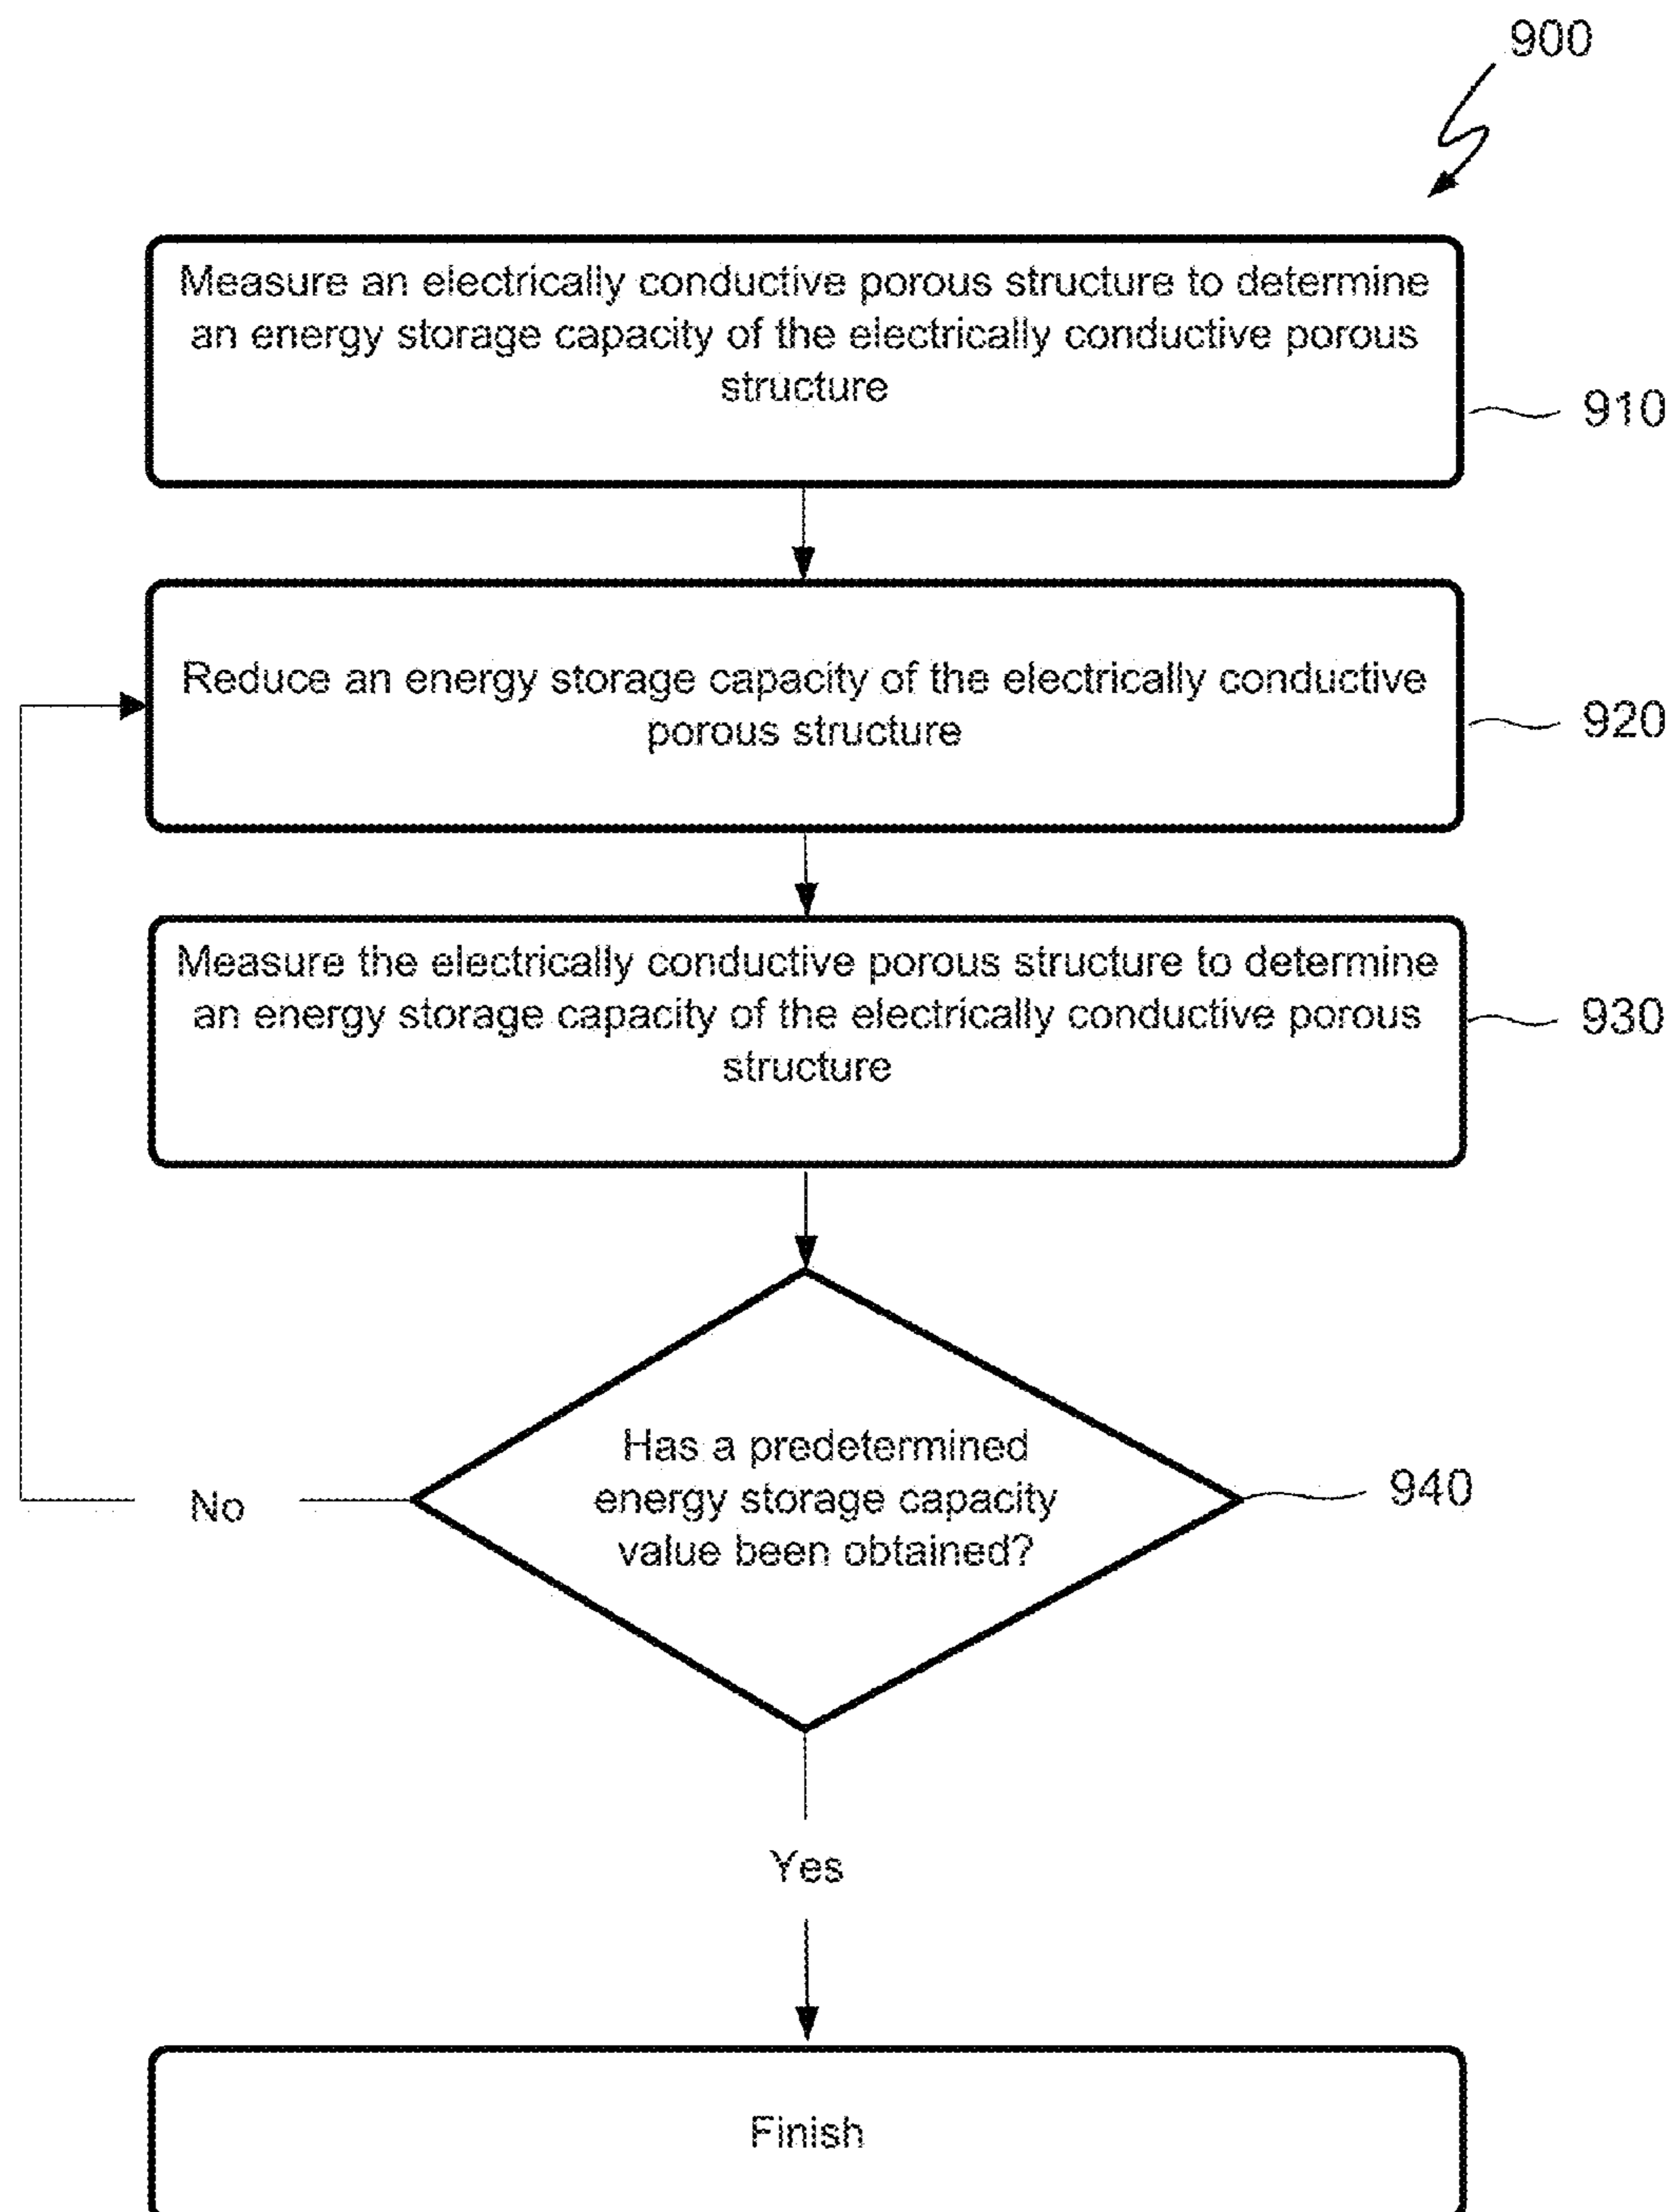 900
Measure an electrically conductive porous structure to determine
an energy storage capacity of the electrically conductive porous
structure
910
Reduce an energy storage capacity of the electrically conductive
porous structure
920
Measure the electrically conductive porous structure to determine
an energy storage capacity of the electrically conductive porous
structure
930
Has a predetermined
energy storage capacity
value been obtained?
940
No
Yes
Finish